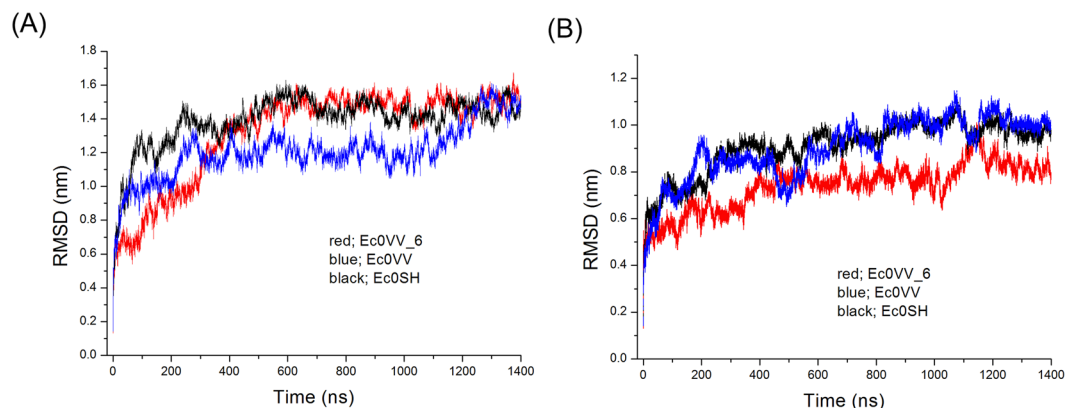 (A)
RMSD (nm)
1.8
1.6
1.4
1.2
1.0
0.8
0.6
0.4
0.2
0.0
red; Ec0VV_6
blue; Ec0VV
black; Ec0SH
0 200 400 600 800 1000 1200 1400
Time (ns)
(B)
RMSD (nm)
1.2
1.0
0.8
0.6
0.4
0.2
0.0
red; Ec0VV_6
blue; Ec0VV
black; Ec0SH
0 200 400 600 800 1000 1200 1400
Time (ns)